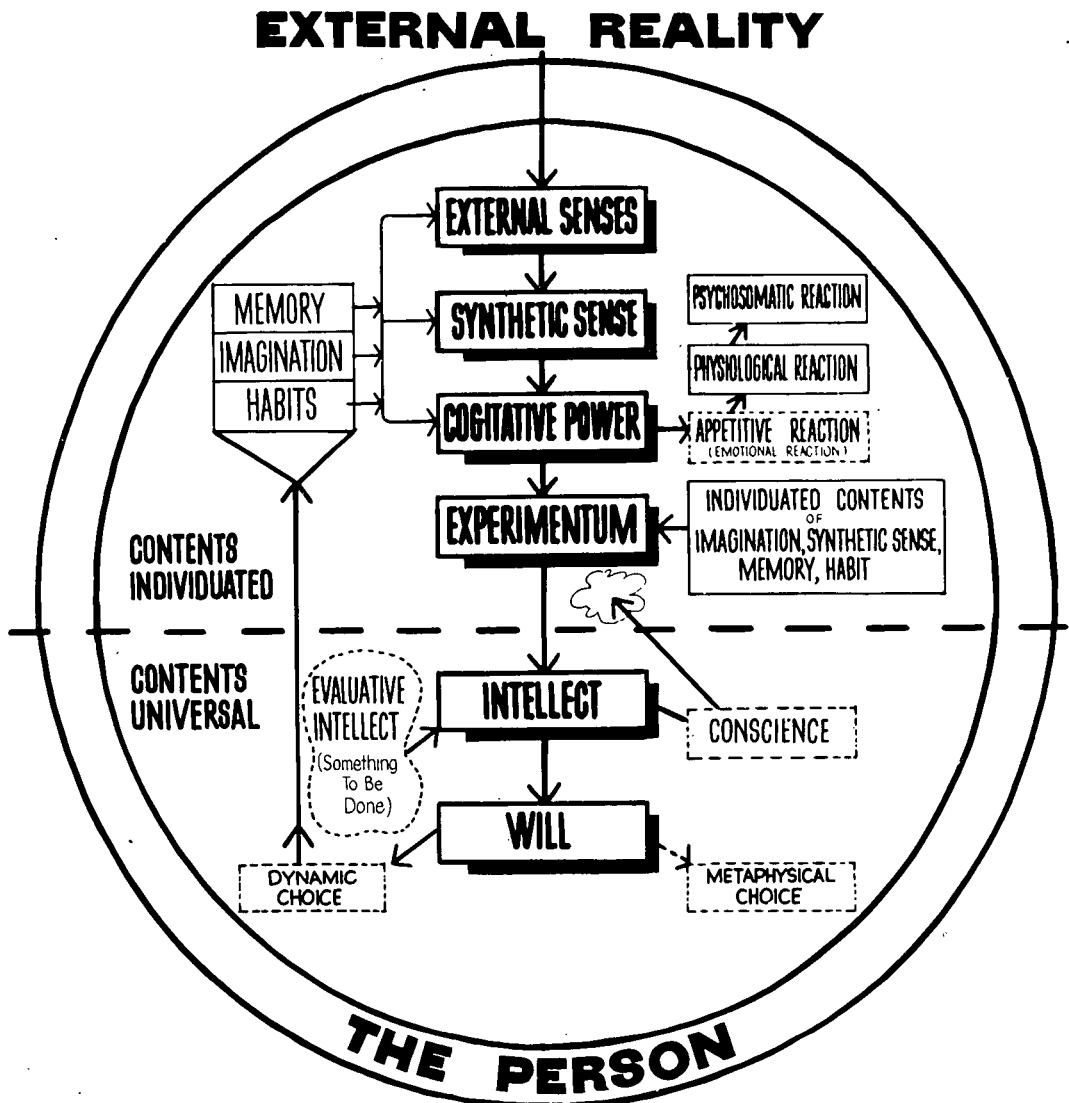 EXTERNAL REALITY
EXTERNAL SENSES
MEMORY
IMAGINATION
HABITS
SYNTHETIC SENSE
COGITATIVE POWER
PSYCHOSOMATIC REACTION
PHYSIOLOGICAL REACTION
APPETITIVE REACTION
(EMOTIONAL REACTION)
EXPERIMENTUM
INDIVIDUATED CONTENTS
OF
IMAGINATION, SYNTHETIC SENSE,
MEMORY, HABIT
CONTENTS
INDIVIDUATED
CONTENTS
UNIVERSAL
EVALUATIVE
INTELLECT
(Something
To Be
Done)
INTELLECT
CONSCIENCE
WILL
DYNAMIC
CHOICE
METAPHYSICAL
CHOICE
THE PERSON